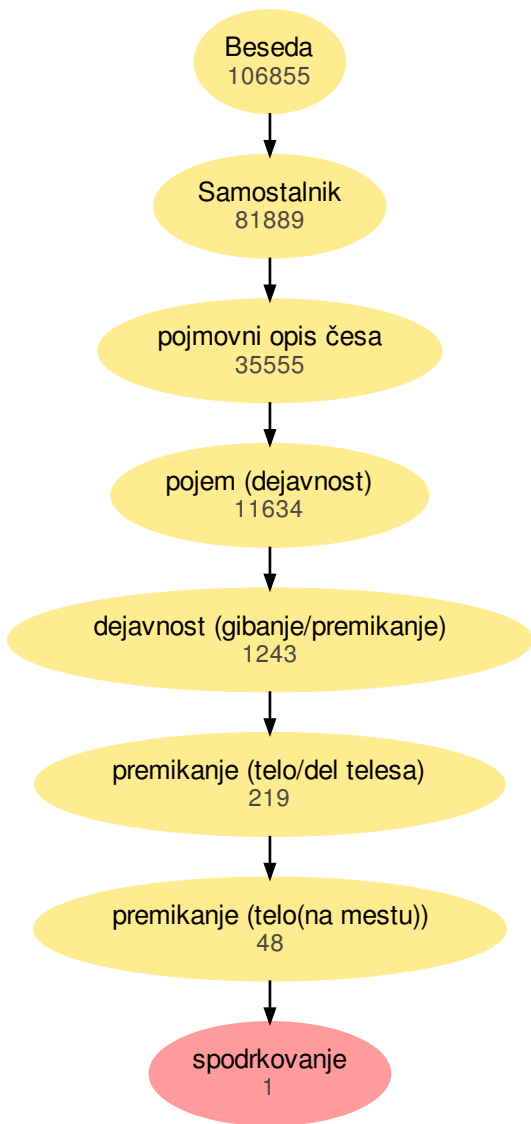 Beseda
106855
Samostalnik
81889
pojmovni opis česa
35555
pojem (dejavnost)
11634
dejavnost (gibanje/premikanje)
1243
premikanje (telo/del telesa)
219
premikanje (telo(na mestu))
48
spodrkovanje
1